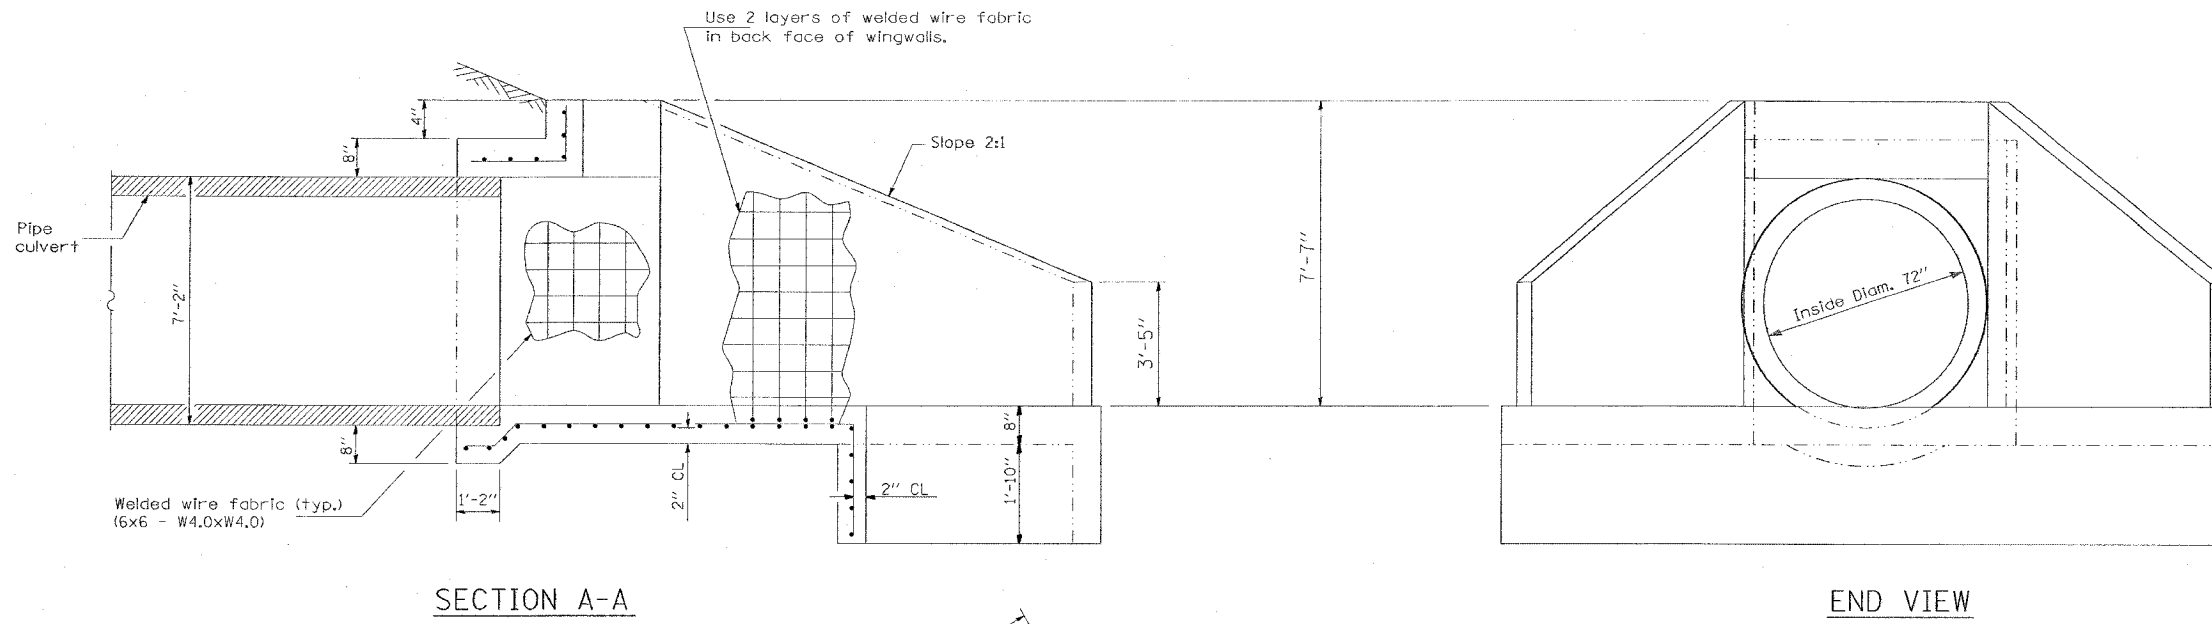 Use 2 layers of welded wire fabric
in back face of wingwalls.
4"
8"
Slope 2:1
Pipe
culvert
7'-2"
7'-7"
3'-5"
Inside Diam. 72"
8"
8"
1'-10"
2" CL
2" CL
1'-2"
Welded wire fabric (typ.)
(6x6 - W4.0xW4.0)
SECTION A-A
END VIEW